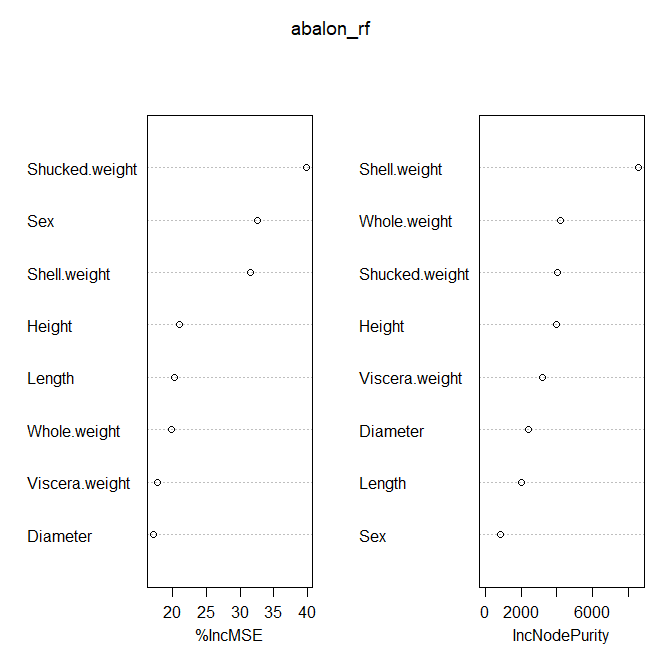 abalon_rf
Shucked.weight
Sex
Shell.weight
Height
Length
Whole.weight
Viscera.weight
Diameter
20 25 30 35 40
%IncMSE
Shell.weight
Whole.weight
Shucked.weight
Height
Viscera.weight
Diameter
Length
Sex
0 2000 6000
IncNodePurity